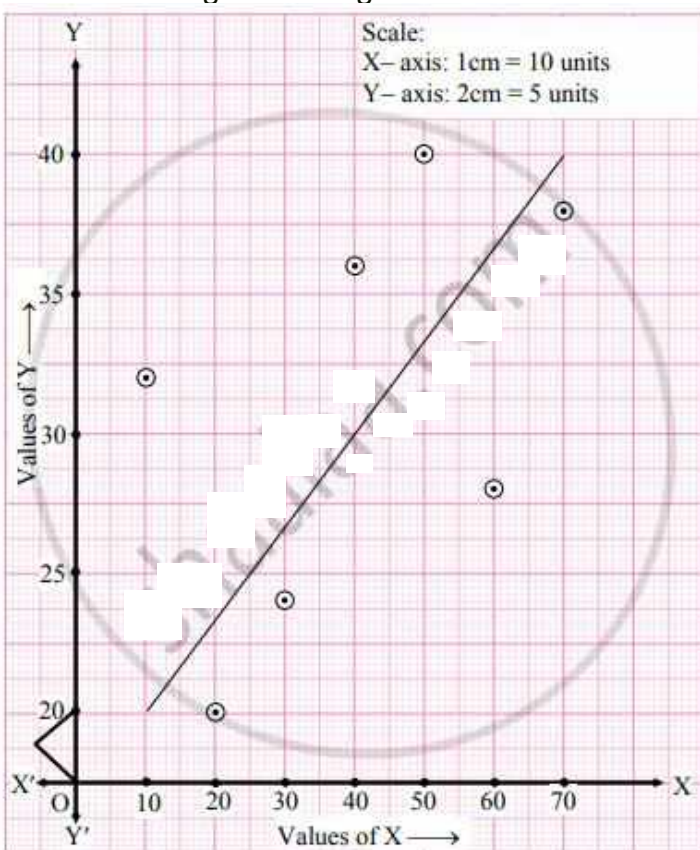 Y
Scale:
X– axis: 1cm = 10 units
Y– axis: 2cm = 5 units
40
35
30
25
20
Values of Y
X′
O
10 20 30 40 50 60 70
X
Y′
Values of X